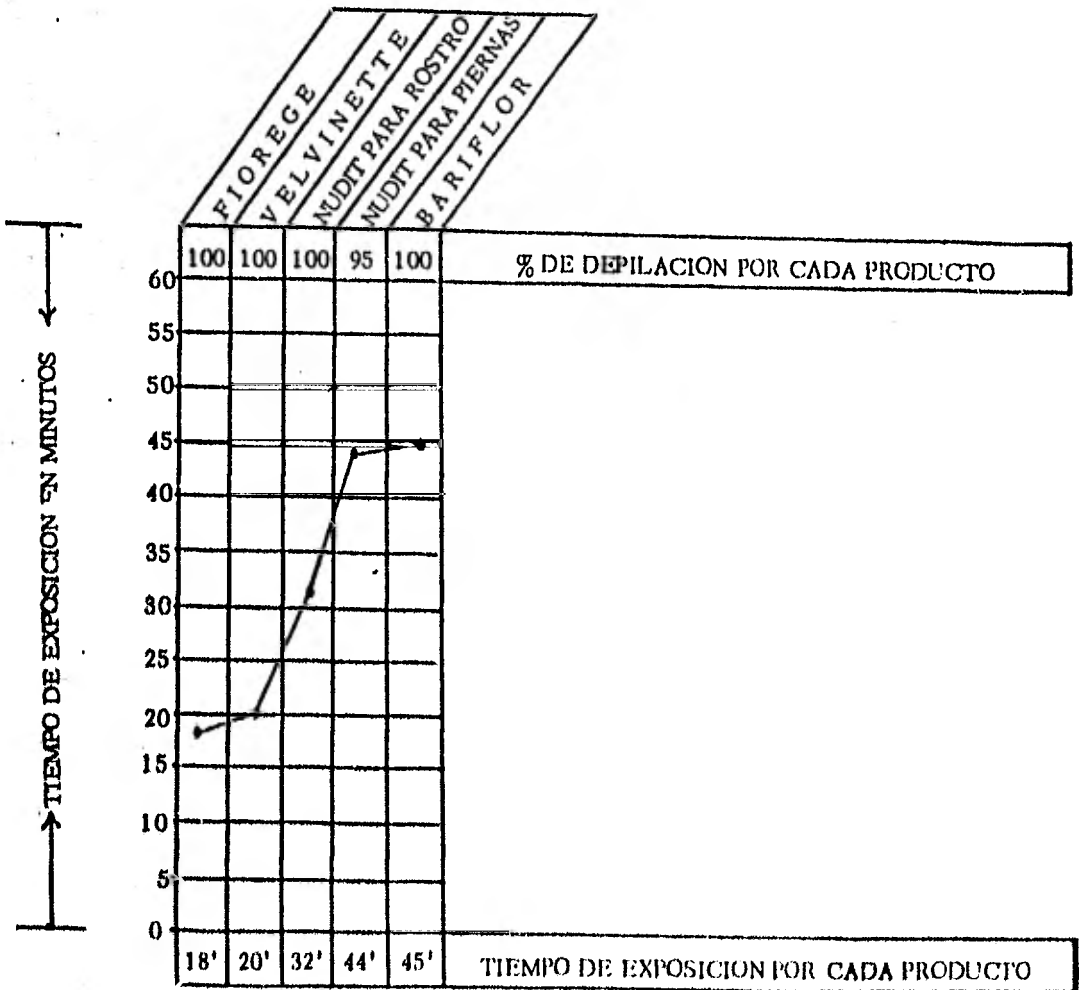 FIOREGE
VELVINETTE
NUDIT PARA ROSTRO
NUDIT PARA PIERNAS
BARIFLOR
100 100 100 95 100 % DE DEPILACION POR CADA PRODUCTO
TIEMPO DE EXPOSICION EN MINUTOS
60
55
50
45
40
35
30
25
20
15
10
5
0
18' 20' 32' 44' 45' TIEMPO DE EXPOSICION POR CADA PRODUCTO